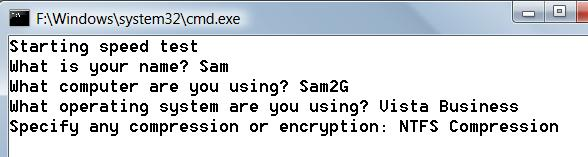 F:\Windows\system32\cmd.exe
Starting speed test
What is your name? Sam
What computer are you using? Sam2G
What operating system are you using? Vista Business
Specify any compression or encryption: NTFS Compression